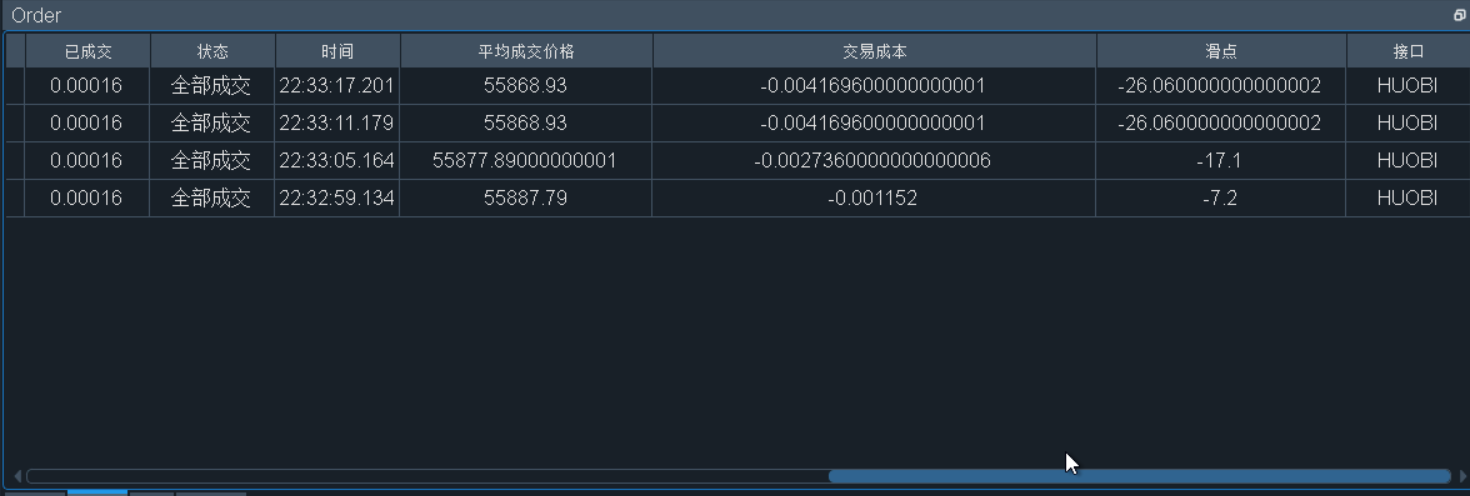 Order
已成交 状态 时间 平均成交价格 交易成本 滑点 接口
0.00016 全部成交 22:33:17.201 55868.93 -0.0041696000000000001 -26.060000000000002 HUOBI
0.00016 全部成交 22:33:11.179 55868.93 -0.0041696000000000001 -26.060000000000002 HUOBI
0.00016 全部成交 22:33:05.164 55877.89000000001 -0.0027360000000000006 -17.1 HUOBI
0.00016 全部成交 22:32:59.134 55887.79 -0.001152 -7.2 HUOBI